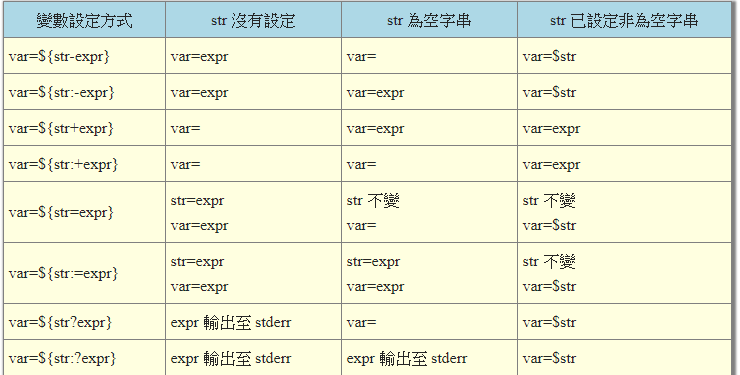 變數設定方式 str 沒有設定 str 為空字串 str 已設定非為空字串
var=${str-expr} var=expr var= var=$str
var=${str:-expr} var=expr var=expr var=$str
var=${str+expr} var= var=expr var=expr
var=${str:+expr} var= var= var=expr
var=${str=expr} str=expr str 不變 str 不變
var=expr var= var=$str
var=${str:=expr} str=expr str=expr str 不變
var=expr var=expr var=$str
var=${str?expr} expr 輸出至 stderr var= var=$str
var=${str:?expr} expr 輸出至 stderr expr 輸出至 stderr var=$str